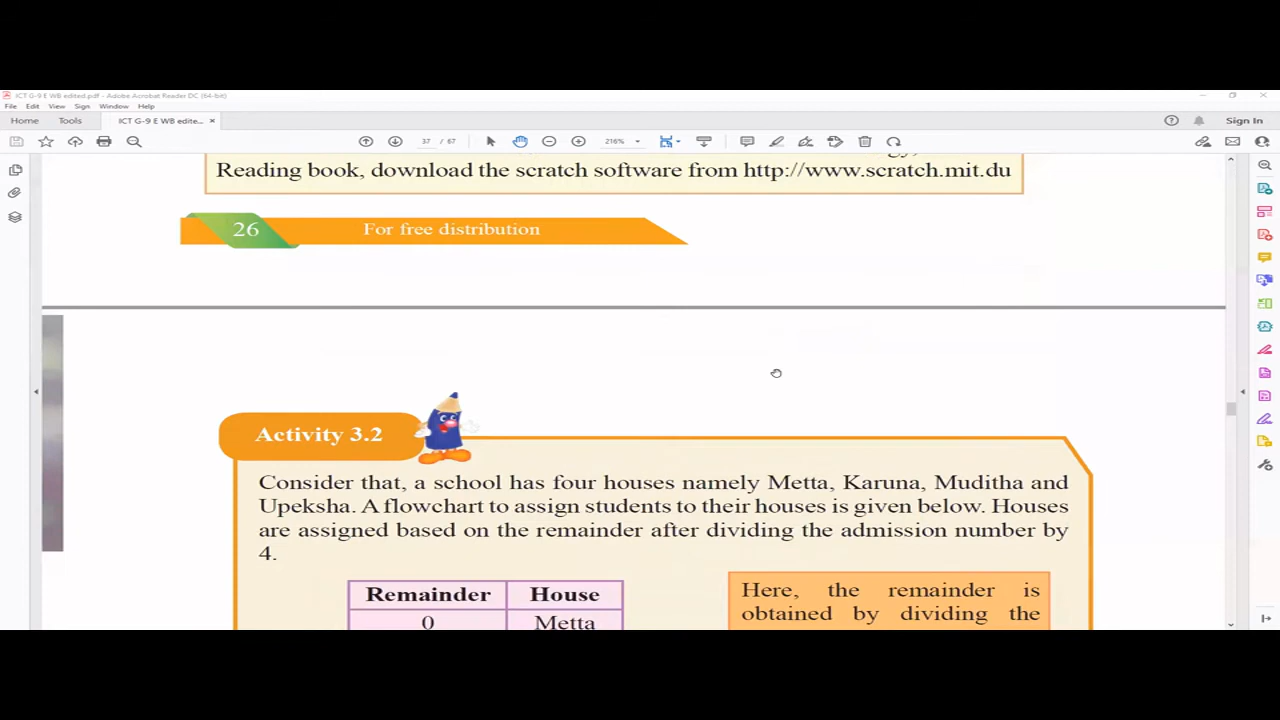 ICT G-9 E WB edited.pdf - Adobe Acrobat Reader DC (64-bit)
File Edit View Sign Window Help
Home Tools ICT G-9 E WB edite... × Sign In
37 / 67 216%
Reading book, download the scratch software from http://www.scratch.mit.du
26 For free distribution
Activity 3.2
Consider that, a school has four houses namely Metta, Karuna, Muditha and
Upeksha. A flowchart to assign students to their houses is given below. Houses
are assigned based on the remainder after dividing the admission number by
4.
Remainder House
0 Metta
Here, the remainder is
obtained by dividing the